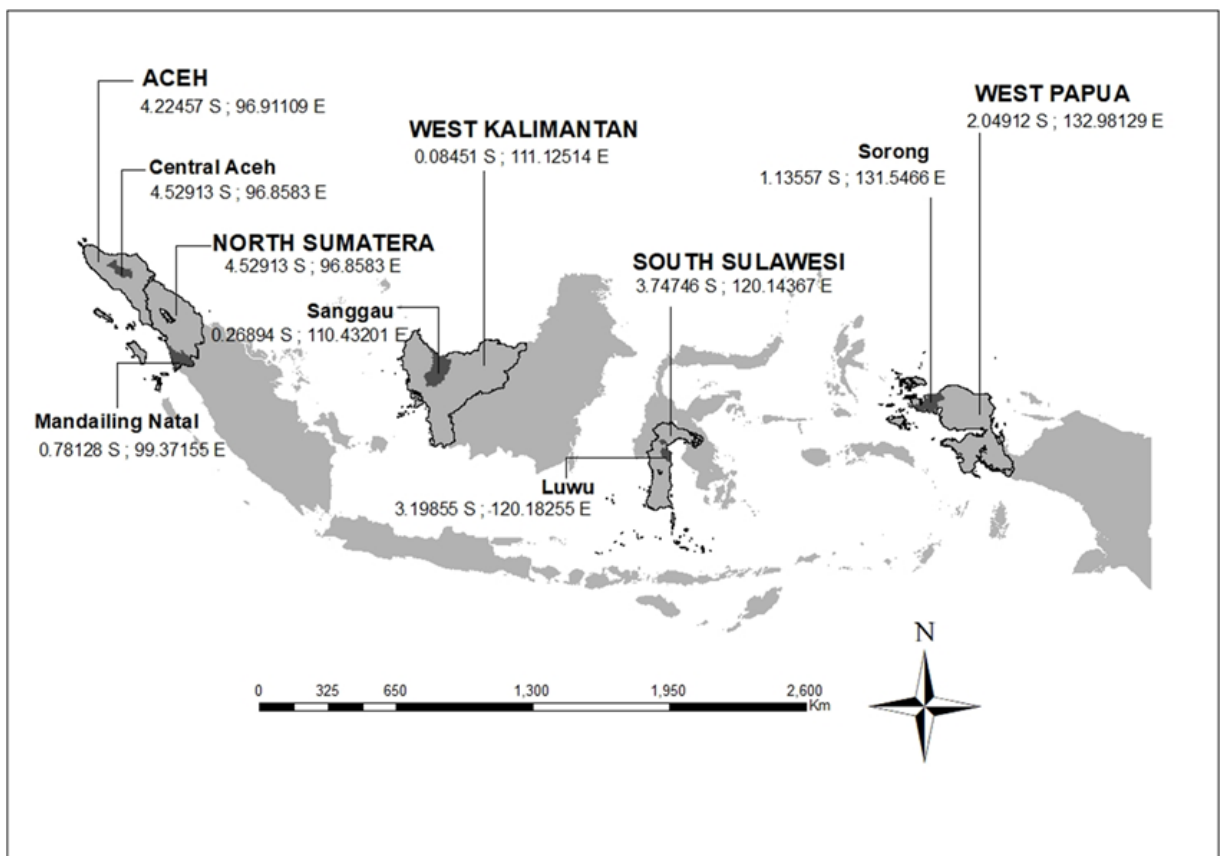 ACEH
4.22457 S ; 96.91109 E
Central Aceh
4.52913 S ; 96.8583 E
NORTH SUMATERA
4.52913 S ; 96.8583 E
Mandailing Natal
0.78128 S ; 99.37155 E
WEST KALIMANTAN
0.08451 S ; 111.12514 E
Sanggau
0.26894 S ; 110.43201 E
SOUTH SULAWESI
3.74746 S ; 120.14367 E
Luwu
3.19855 S ; 120.18255 E
WEST PAPUA
2.04912 S ; 132.98129 E
Sorong
1.13557 S ; 131.5466 E
N
0 325 650 1,300 1,950 2,600
Km